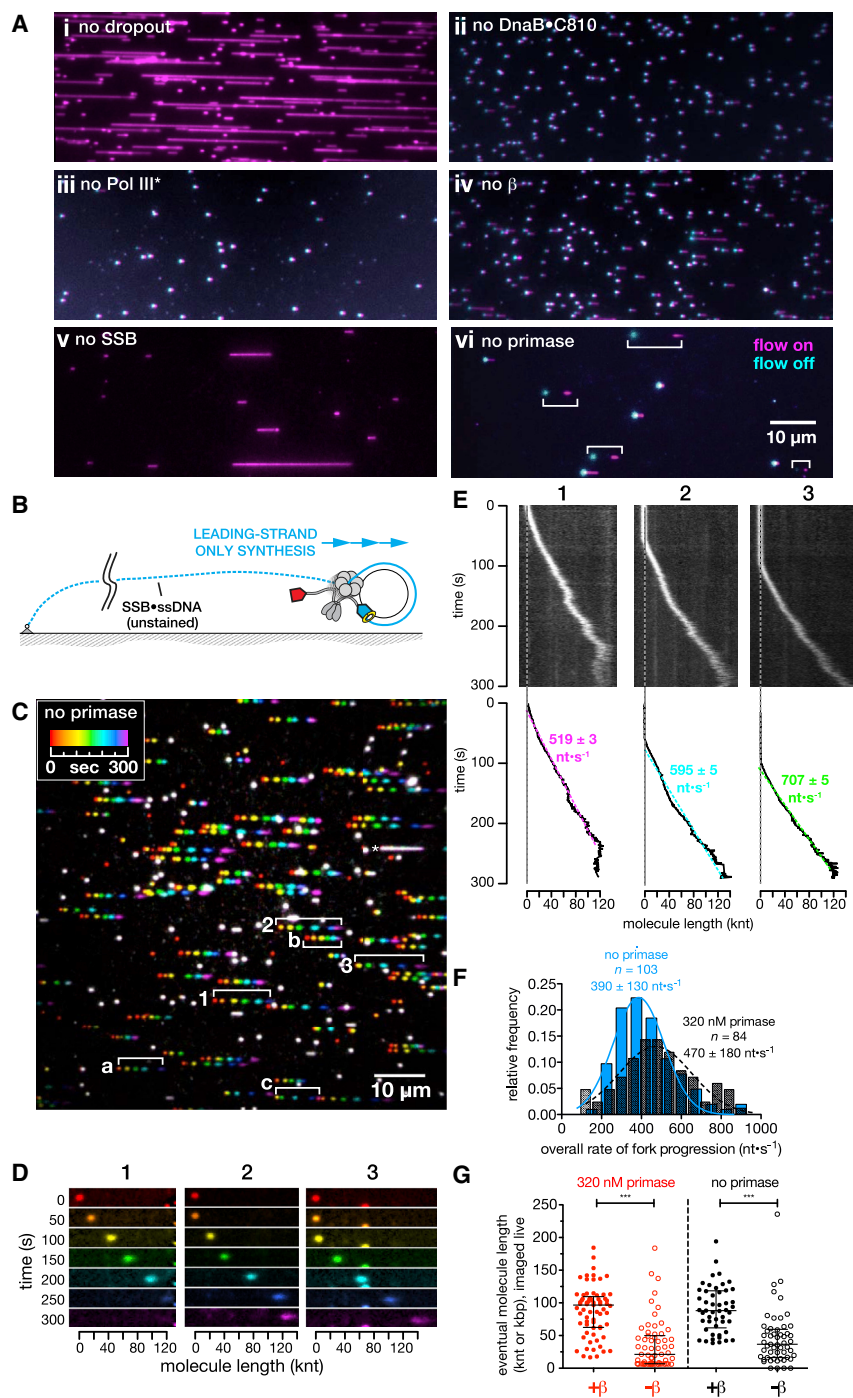 A
i no dropout
ii no DnaB•C810
iii no Pol III*
iv no β
v no SSB
vi no primase
flow on
flow off
10 µm
B
LEADING-STRAND
ONLY SYNTHESIS
SSB•ssDNA
(unstained)
C
no primase
0 sec 300
*
2
b
3
1
a
c
10 µm
D
1 2 3
time (s)
0
50
100
150
200
250
300
0 40 80 120 0 40 80 120 0 40 80 120
molecule length (knt)
E
1 2 3
time (s)
0
100
200
300
time (s)
0
100
200
300
519 ± 3
nt•s⁻¹
595 ± 5
nt•s⁻¹
707 ± 5
nt•s⁻¹
0 40 80 120 0 40 80 120 0 40 80 120
molecule length (knt)
F
no primase
n = 103
390 ± 130 nt•s⁻¹
320 nM primase
n = 84
470 ± 180 nt•s⁻¹
relative frequency
0.25
0.20
0.15
0.10
0.05
0.00
0 200 400 600 800 1000
overall rate of fork progression (nt•s⁻¹)
G
320 nM primase no primase
*** ***
eventual molecule length
(knt or kbp), imaged live
250
200
150
100
50
0
+β -β +β -β